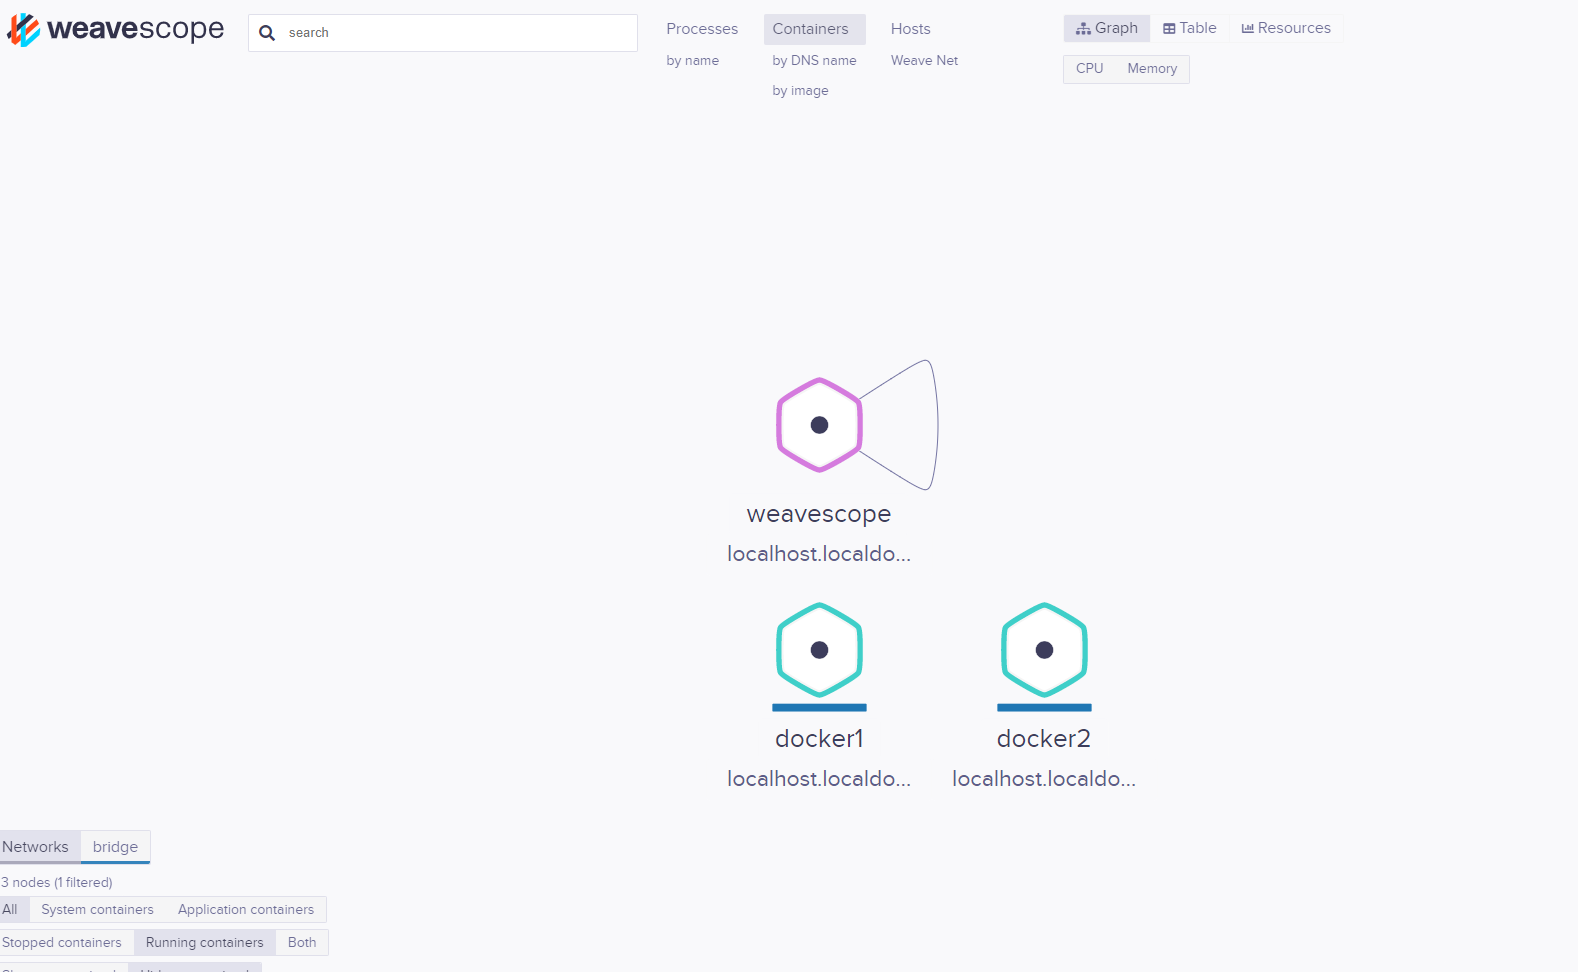 weavescope
search
Processes
Containers
Hosts
by name
by DNS name
Weave Net
by image
Graph
Table
Resources
CPU
Memory
weavescope
localhost.localdo...
docker1
docker2
localhost.localdo...
localhost.localdo...
Networks
bridge
3 nodes (1 filtered)
All
System containers
Application containers
Stopped containers
Running containers
Both